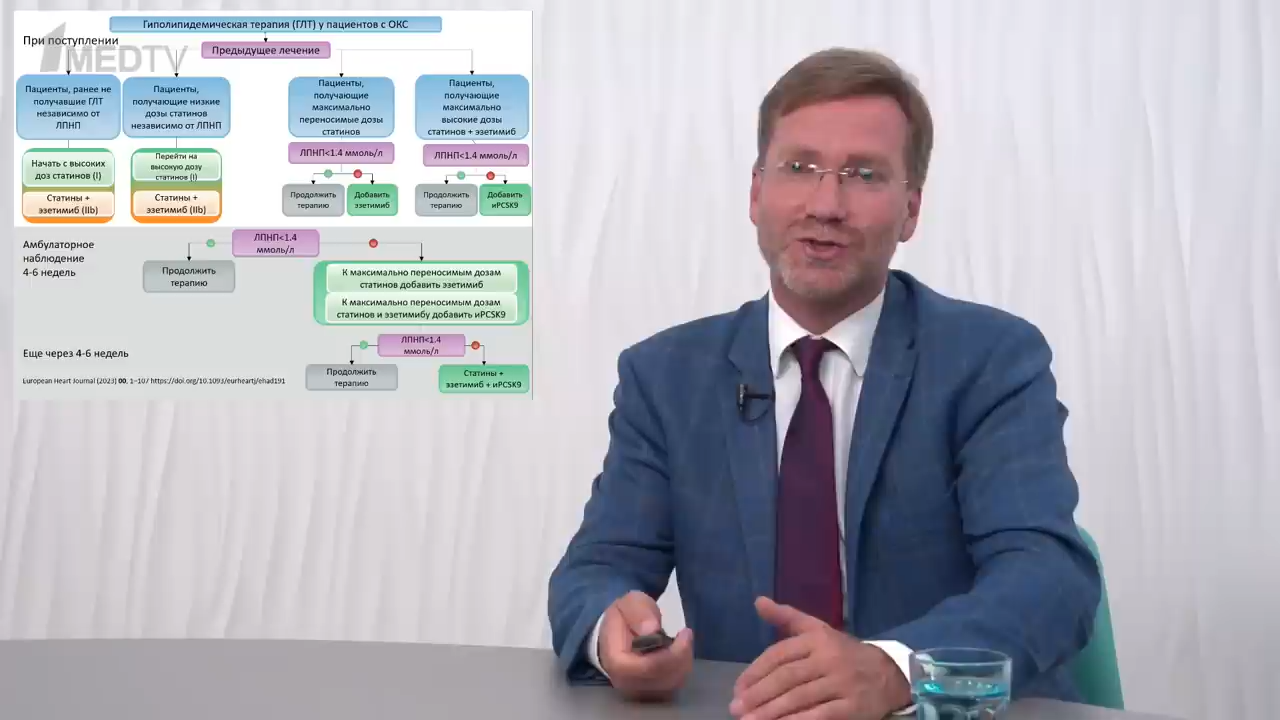 Гиполипидемическая терапия (ГЛТ) у пациентов с ОКС
При поступлении
1MEDTV
Предыдущее лечение
Пациенты, ранее не
получавшие ГЛТ
независимо от
ЛПНП
Пациенты,
получающие низкие
дозы статинов
независимо от ЛПНП
Пациенты,
получающие
максимально
переносимые дозы
статинов
Пациенты,
получающие
максимально
высокие дозы
статинов + эзетимиб
Начать с высоких
доз статинов (I)
Статины +
эзетимиб (IIb)
Перейти на
высокую дозу
статинов (I)
Статины +
эзетимиб (IIb)
ЛПНП<1.4 ммоль/л
ЛПНП<1.4 ммоль/л
Продолжить
терапию
Добавить
эзетимиб
Продолжить
терапию
Добавить
иPCSK9
Амбулаторное
наблюдение
4-6 недель
ЛПНП<1.4
ммоль/л
Продолжить
терапию
К максимально переносимым дозам
статинов добавить эзетимиб
К максимально переносимым дозам
статинов и эзетимибу добавить иPCSK9
Еще через 4-6 недель
ЛПНП<1.4
ммоль/л
Продолжить
терапию
Статины +
эзетимиб + иPCSK9
European Heart Journal (2023) 00, 1–107 https://doi.org/10.1093/eurheartj/ehad191